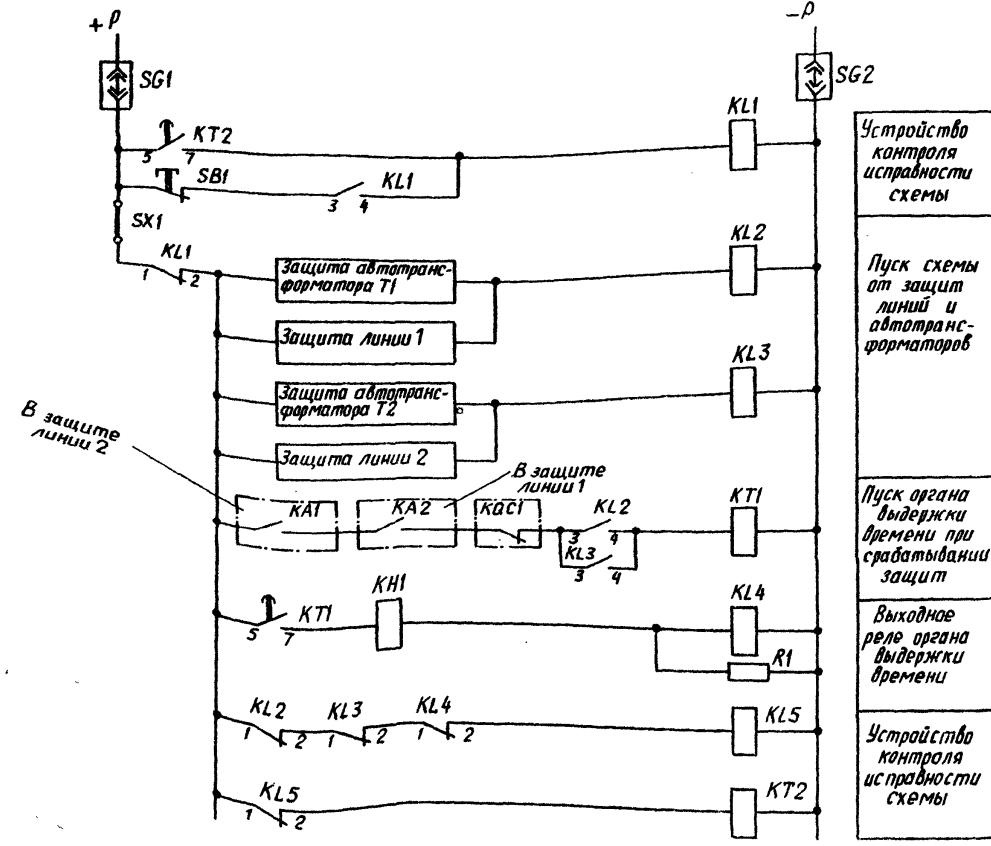 +P
−P
SG1
SG2
KT2
5 7
KL1
SB1
KL1
3 4
SX1
KL1
1 2
Защита автотранс-
форматора Т1
KL2
Защита линии 1
Защита автотранс-
форматора Т2
KL3
Защита линии 2
В защите
линии 2
В защите
линии 1
KA1
KA2
KQC1
KL2
3 4
KL3
3 4
KT1
KT1
5 7
KH1
KL4
R1
KL2
1 2
KL3
1 2
KL4
1 2
KL5
KL5
1 2
KT2
Устройство
контроля
исправности
схемы
Пуск схемы
от защит
линий и
автотранс-
форматоров
Пуск органа
выдержки
времени при
срабатывании
защит
Выходное
реле органа
выдержки
времени
Устройство
контроля
исправности
схемы